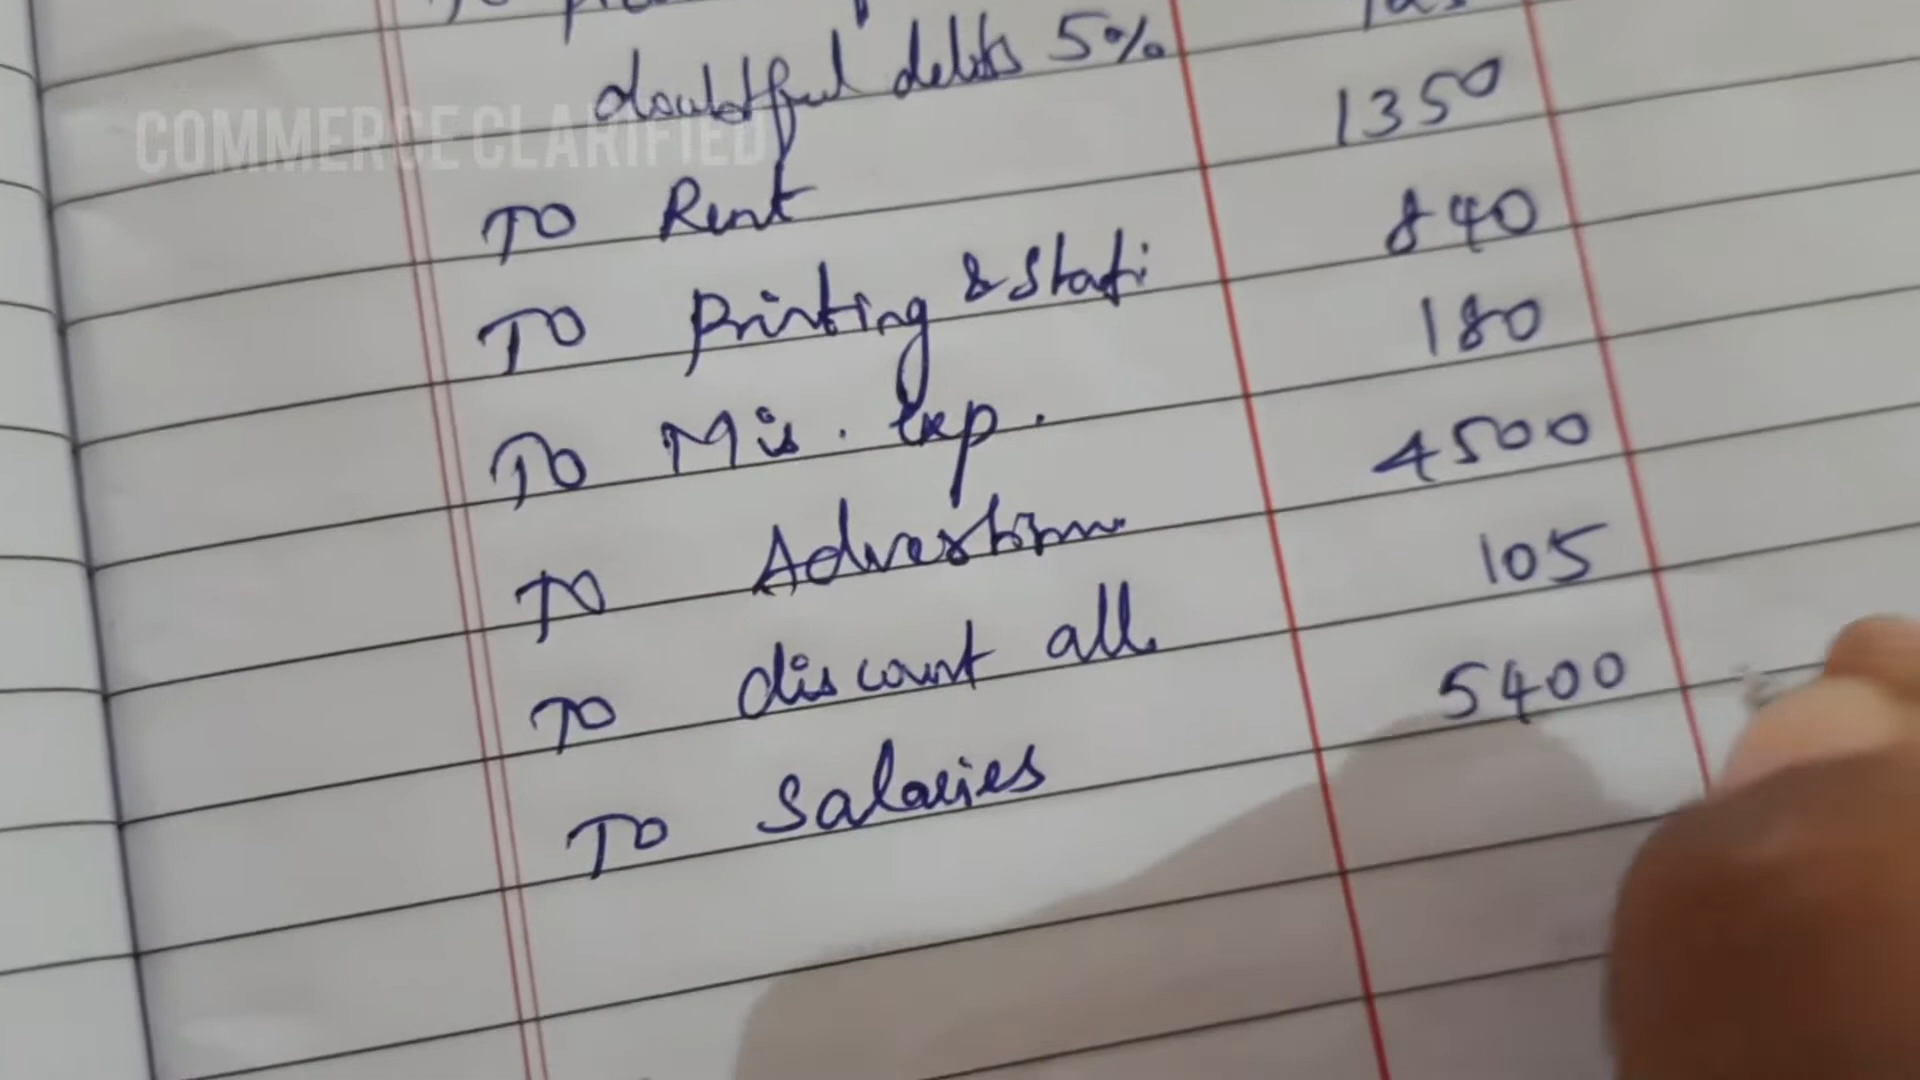 doubtful debts 5%
COMMERCE CLARIFIED
TO Rent 1350
TO Printing & Stati 840
TO Mis. Exp. 180
TO 4500
TO discount all. 105
TO Salaries 5400